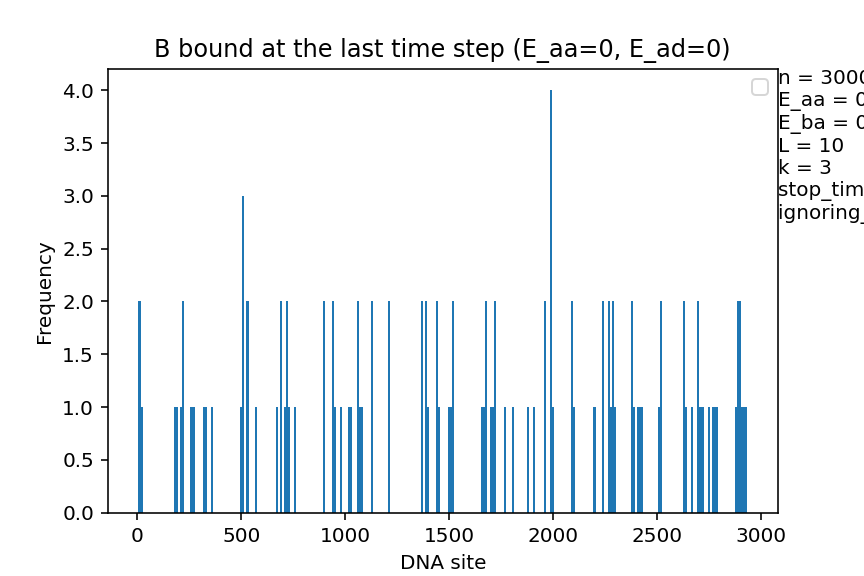 B bound at the last time step (E_aa=0, E_ad=0)
4.0
3.5
3.0
2.5
2.0
1.5
1.0
0.5
0.0
Frequency
0 500 1000 1500 2000 2500 3000
DNA site
n = 3000
E_aa = 0
E_ba = 0
L = 10
k = 3
stop_tim
ignoring_